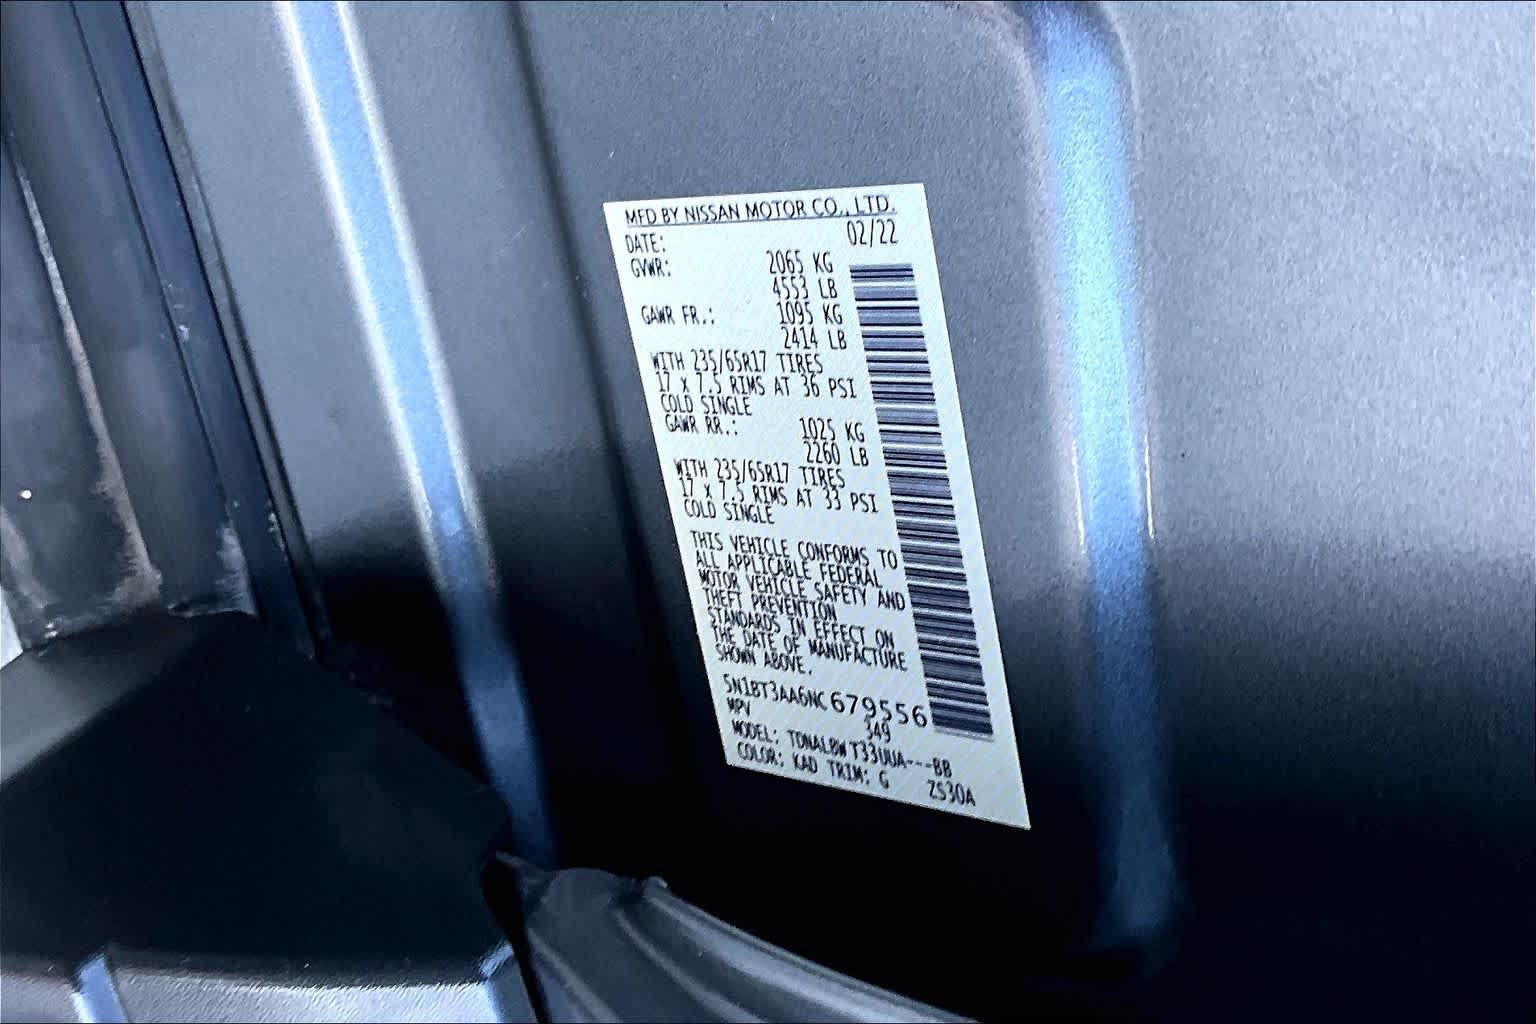 MFD BY NISSAN MOTOR CO., LTD.
DATE: 02/22
GVWR: 2065 KG
4553 LB
GAWR FR.: 1095 KG
2414 LB
WITH 235/65R17 TIRES
17 X 7.5 RIMS AT 36 PSI
COLD SINGLE
GAWR RR.: 1025 KG
2260 LB
WITH 235/65R17 TIRES
17 X 7.5 RIMS AT 33 PSI
COLD SINGLE
THIS VEHICLE CONFORMS TO
ALL APPLICABLE FEDERAL
MOTOR VEHICLE SAFETY AND
THEFT PREVENTION
STANDARDS IN EFFECT ON
THE DATE OF MANUFACTURE
SHOWN ABOVE.
5N1BT3AA6NC679556
MPV 349
MODEL: TDNALBW T33UUA---BB
COLOR: KAD TRIM: G ZS30A